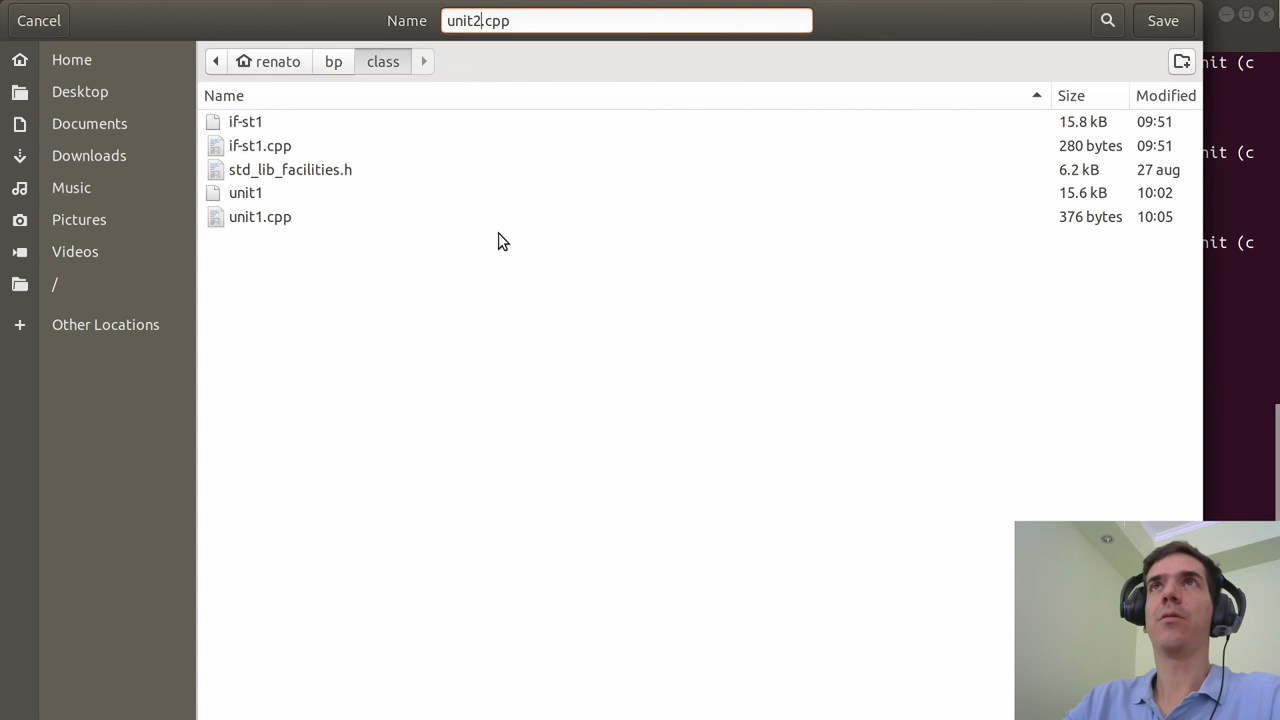 Cancel
Name
unit2.cpp
Save
renato
bp
class
Home
Desktop
Documents
Downloads
Music
Pictures
Videos
/
Other Locations
Name
Size
Modified
if-st1
15.8 kB
09:51
if-st1.cpp
280 bytes
09:51
std_lib_facilities.h
6.2 kB
27 aug
unit1
15.6 kB
10:02
unit1.cpp
376 bytes
10:05
nit (c
nit (c
nit (c